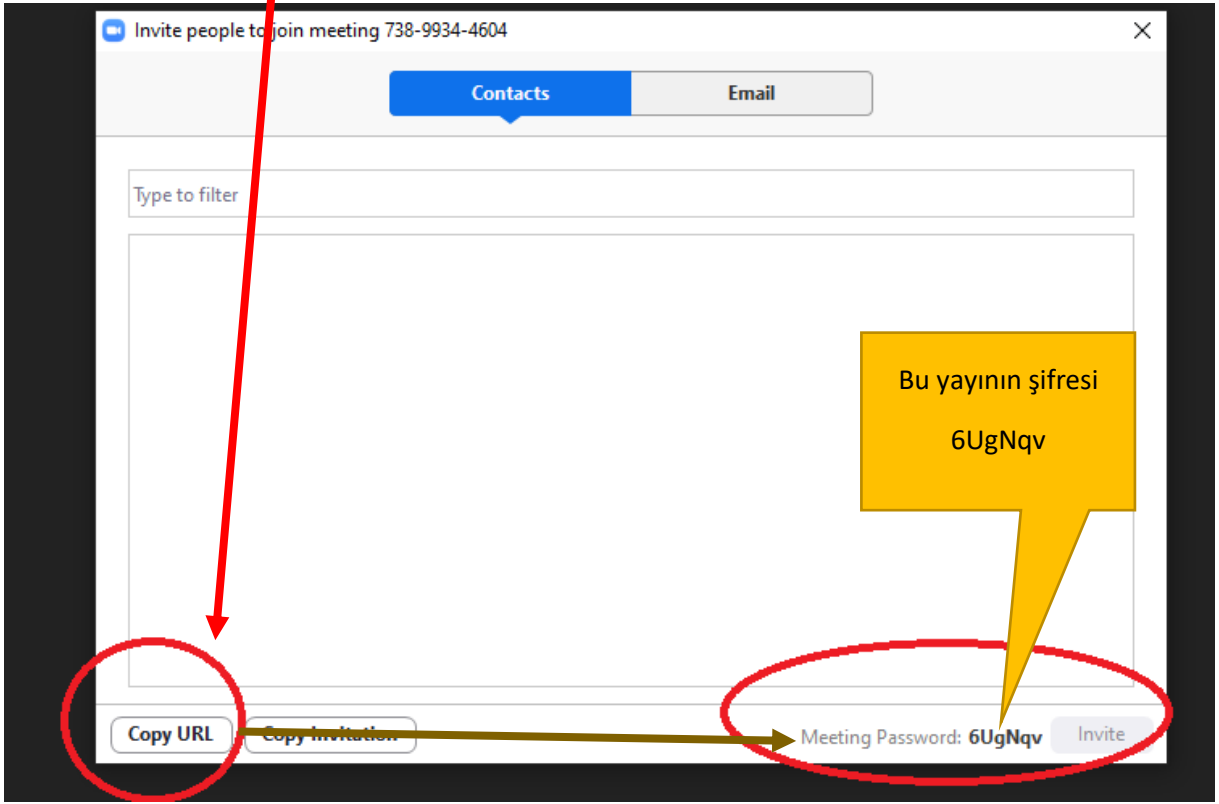 Invite people to join meeting 738-9934-4604
Contacts
Email
Type to filter
Bu yayının şifresi
6UgNqv
Copy URL
Copy Invitation
Meeting Password: 6UgNqv
Invite